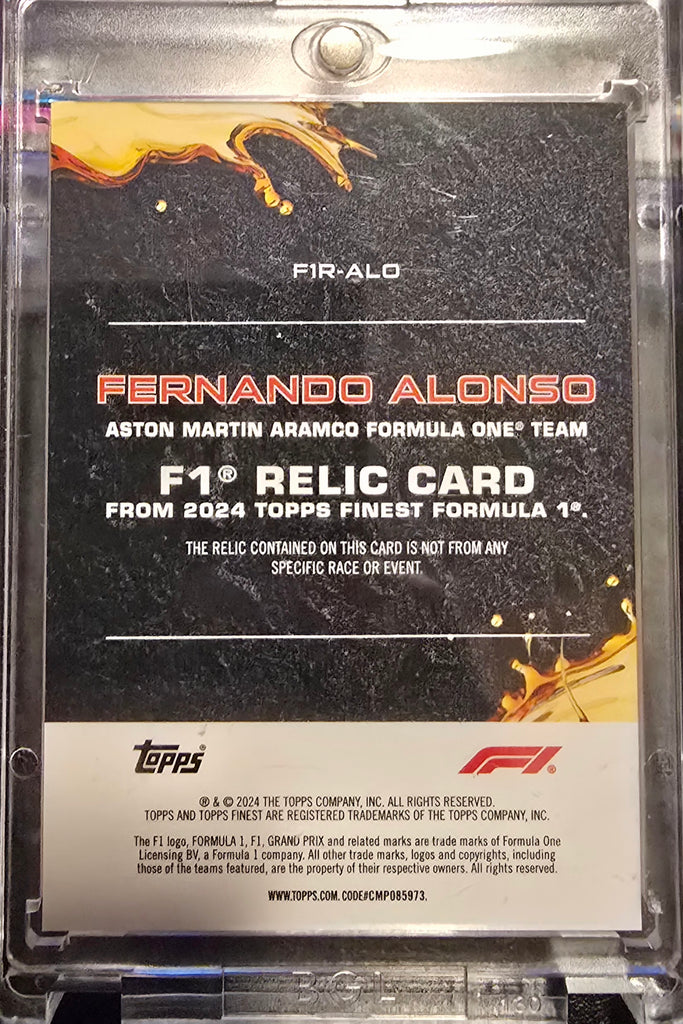 F1R-ALO
FERNANDO ALONSO
ASTON MARTIN ARAMCO FORMULA ONE® TEAM
F1® RELIC CARD
FROM 2024 TOPPS FINEST FORMULA 1®.
THE RELIC CONTAINED ON THIS CARD IS NOT FROM ANY
SPECIFIC RACE OR EVENT.
topps®
F1®
® & © 2024 THE TOPPS COMPANY, INC. ALL RIGHTS RESERVED.
TOPPS AND TOPPS FINEST ARE REGISTERED TRADEMARKS OF THE TOPPS COMPANY, INC.
The F1 logo, FORMULA 1, F1, GRAND PRIX and related marks are trade marks of Formula One
Licensing BV, a Formula 1 company. All other trade marks, logos and copyrights, including
those of the teams featured, are the property of their respective owners. All rights reserved.
WWW.TOPPS.COM. CODE#CMP085973.